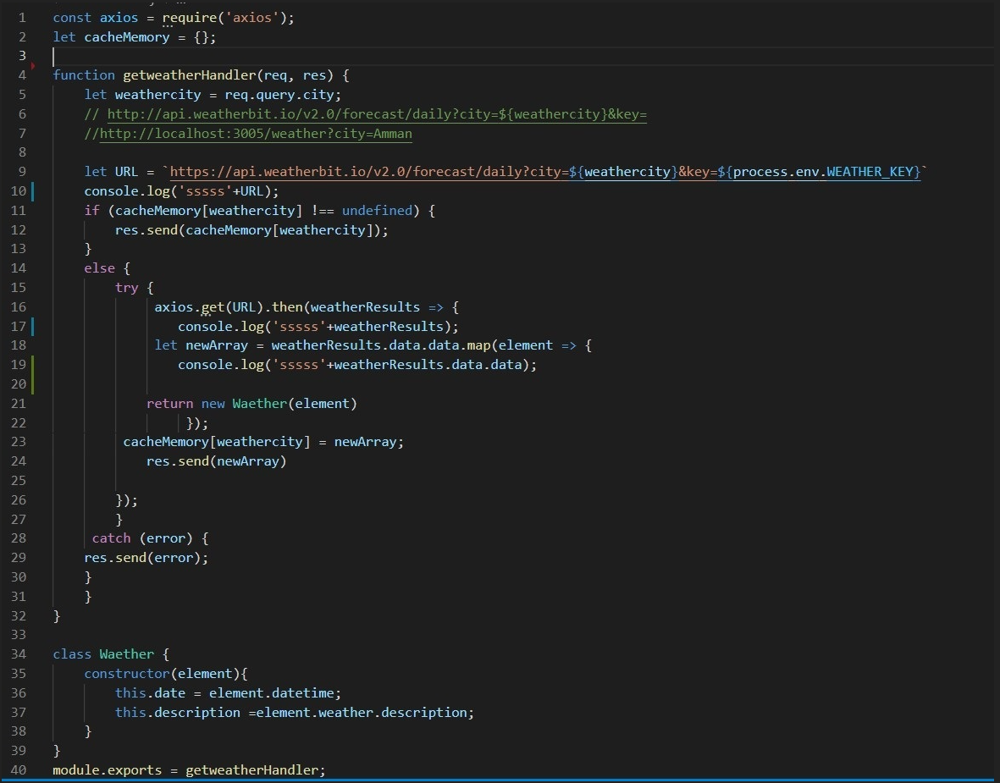 1 const axios = require('axios');
2 let cacheMemory = {};
3
4 function getweatherHandler(req, res) {
5     let weathercity = req.query.city;
6     // http://api.weatherbit.io/v2.0/forecast/daily?city=${weathercity}&key=
7     //http://localhost:3005/weather?city=Amman
8
9     let URL = `https://api.weatherbit.io/v2.0/forecast/daily?city=${weathercity}&key=${process.env.WEATHER_KEY}`
10     console.log('sssss'+URL);
11     if (cacheMemory[weathercity] !== undefined) {
12         res.send(cacheMemory[weathercity]);
13     }
14     else {
15         try {
16              axios.get(URL).then(weatherResults => {
17                 console.log('sssss'+weatherResults);
18              let newArray = weatherResults.data.data.map(element => {
19                 console.log('sssss'+weatherResults.data.data);
20
21             return new Waether(element)
22                  });
23          cacheMemory[weathercity] = newArray;
24             res.send(newArray)
25
26         });
27         }
28      catch (error) {
29     res.send(error);
30     }
31     }
32 }
33
34 class Waether {
35     constructor(element){
36         this.date = element.datetime;
37         this.description =element.weather.description;
38     }
39 }
40 module.exports = getweatherHandler;